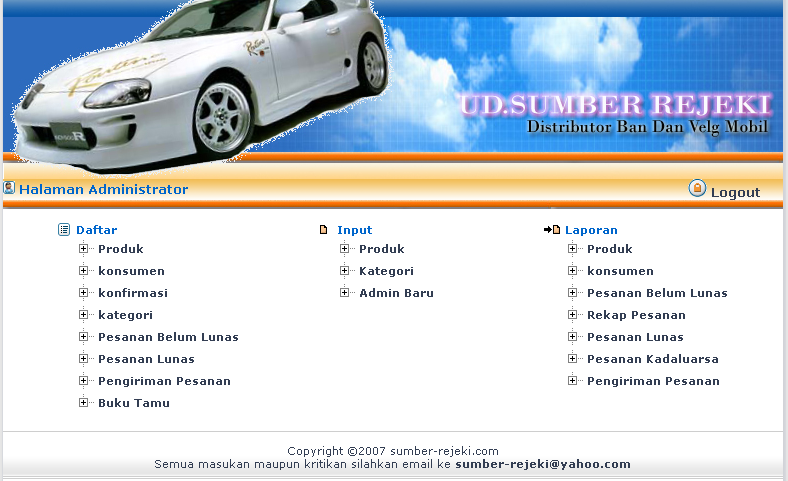 UD.SUMBER REJEKI
Distributor Ban Dan Velg Mobil
Halaman Administrator
Logout
Daftar
Produk
konsumen
konfirmasi
kategori
Pesanan Belum Lunas
Pesanan Lunas
Pengiriman Pesanan
Buku Tamu
Input
Produk
Kategori
Admin Baru
Laporan
Produk
konsumen
Pesanan Belum Lunas
Rekap Pesanan
Pesanan Lunas
Pesanan Kadaluarsa
Pengiriman Pesanan
Copyright ©2007 sumber-rejeki.com
Semua masukan maupun kritikan silahkan email ke sumber-rejeki@yahoo.com